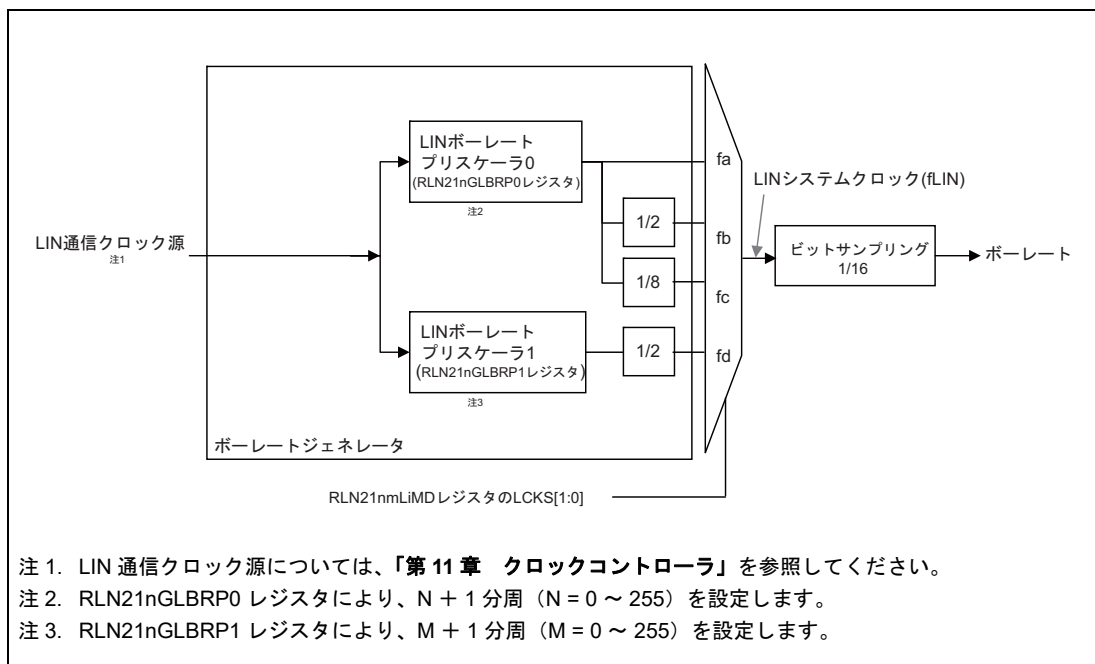 LINボーレート
プリスケーラ0
(RLN21nGLBRP0レジスタ)
注2
fa
LINシステムクロック(fLIN)
1/2
fb
LIN通信クロック源
注1
ビットサンプリング
1/16
ボーレート
1/8
fc
LINボーレート
プリスケーラ1
(RLN21nGLBRP1レジスタ)
注3
1/2
fd
ボーレートジェネレータ
RLN21nmLiMDレジスタのLCKS[1:0]
注 1. LIN 通信クロック源については、「第 11 章　クロックコントローラ」を参照してください。
注 2. RLN21nGLBRP0 レジスタにより、N + 1 分周（N = 0 ～ 255）を設定します。
注 3. RLN21nGLBRP1 レジスタにより、M + 1 分周（M = 0 ～ 255）を設定します。